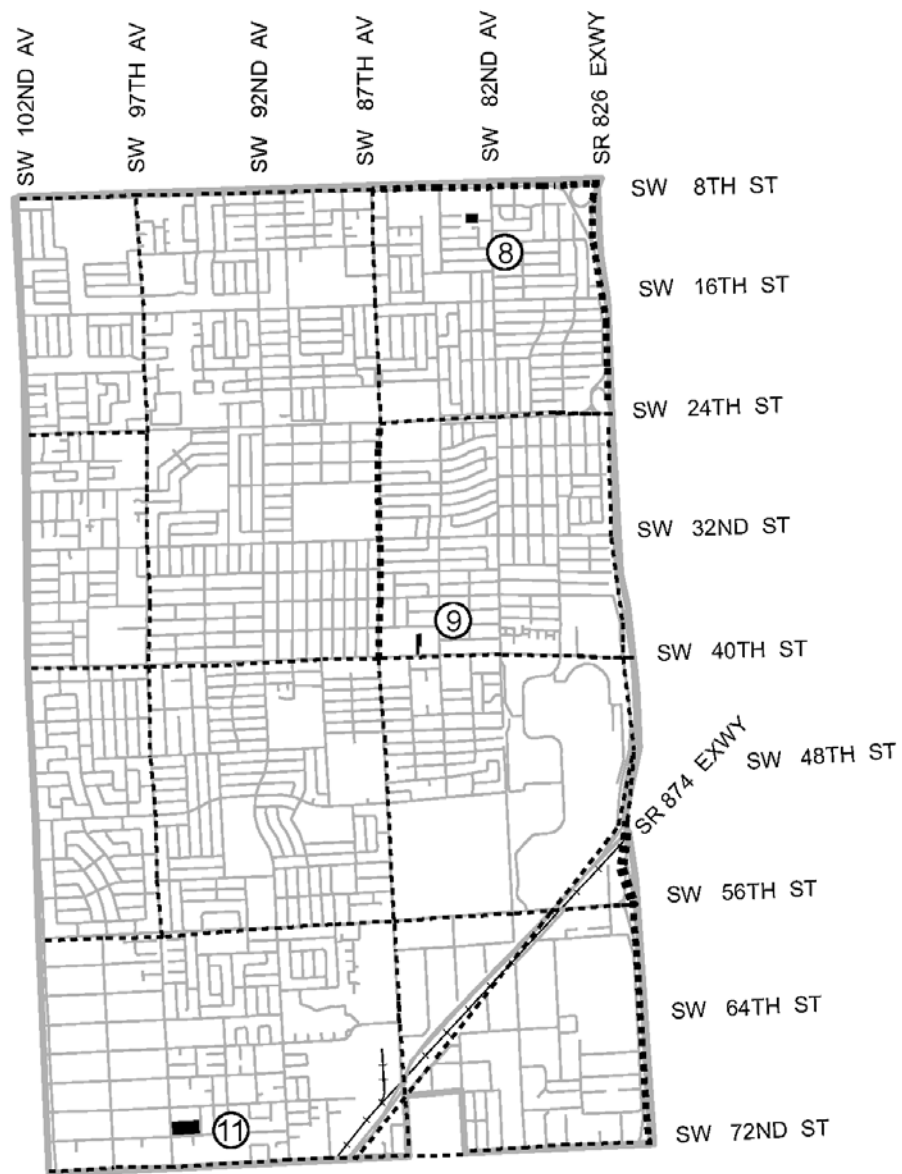 SW 102ND AV
SW 97TH AV
SW 92ND AV
SW 87TH AV
SW 82ND AV
SR 826 EXWY
SW 8TH ST
8
SW 16TH ST
SW 24TH ST
SW 32ND ST
9
SW 40TH ST
SW 48TH ST
SR 874 EXWY
SW 56TH ST
SW 64TH ST
11
SW 72ND ST